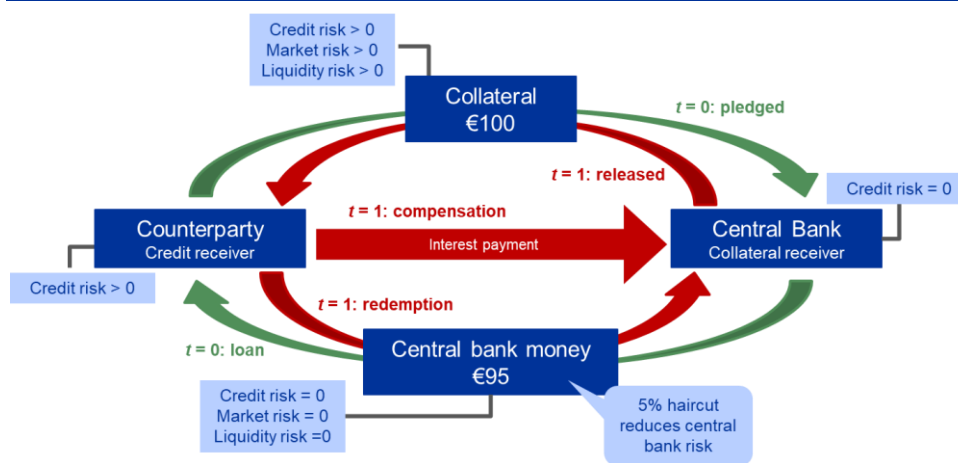 Credit risk > 0
Market risk > 0
Liquidity risk > 0
Collateral
€100
t = 0: pledged
t = 1: released
Credit risk = 0
Counterparty
Credit receiver
t = 1: compensation
Interest payment
Central Bank
Collateral receiver
Credit risk > 0
t = 1: redemption
t = 0: loan
Central bank money
€95
Credit risk = 0
Market risk = 0
Liquidity risk =0
5% haircut
reduces central
bank risk